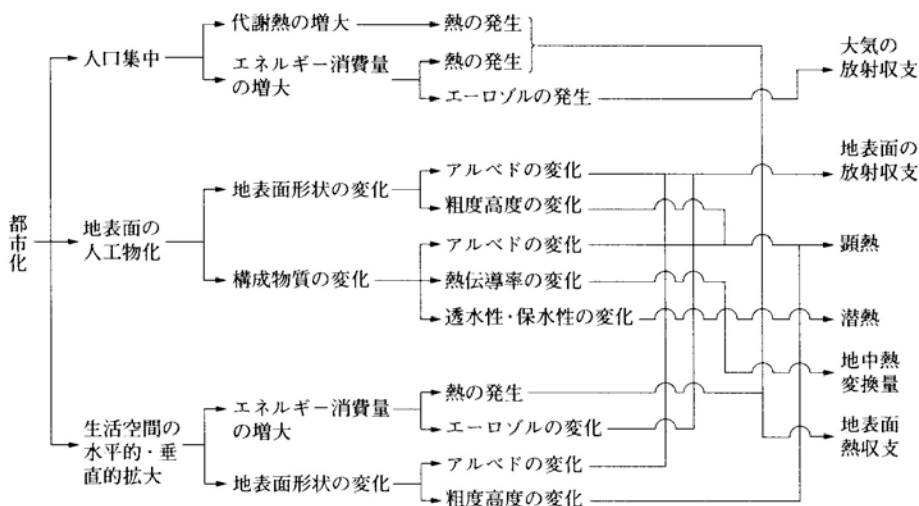 都市化
人口集中
代謝熱の増大
熱の発生
エネルギー消費量
の増大
熱の発生
エーロゾルの発生
大気の
放射収支
地表面の
人工物化
地表面形状の変化
アルベドの変化
地表面の
放射収支
粗度高度の変化
構成物質の変化
アルベドの変化
顕熱
熱伝導率の変化
透水性・保水性の変化
潜熱
地中熱
変換量
生活空間の
水平的・垂
直的拡大
エネルギー消費量
の増大
熱の発生
エーロゾルの変化
地表面
熱収支
地表面形状の変化
アルベドの変化
粗度高度の変化